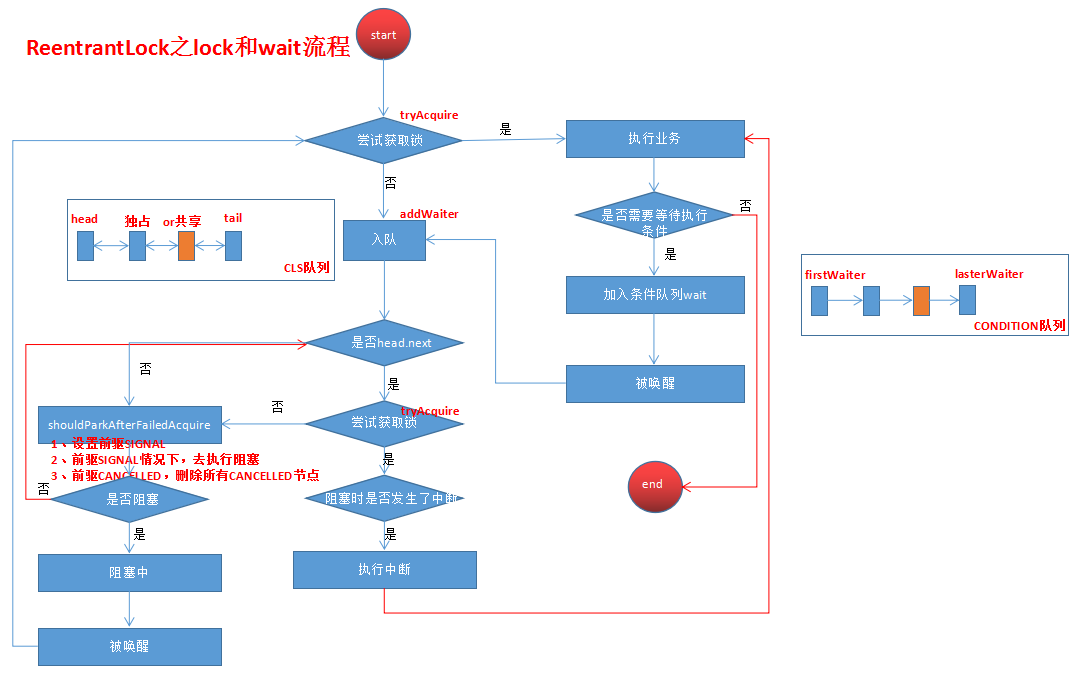 ReentrantLock之lock和wait流程
start
tryAcquire
尝试获取锁
是
执行业务
否
addWaiter
入队
head
独占
or共享
tail
CLS队列
是否需要等待执行
条件
否
是
加入条件队列wait
被唤醒
firstWaiter
lasterWaiter
CONDITION队列
是否head.next
否
是
tryAcquire
尝试获取锁
否
是
shouldParkAfterFailedAcquire
1、设置前驱SIGNAL
2、前驱SIGNAL情况下，去执行阻塞
3、前驱CANCELLED，删除所有CANCELLED节点
否
是否阻塞
是
阻塞中
被唤醒
阻塞时是否发生了中断
是
执行中断
end